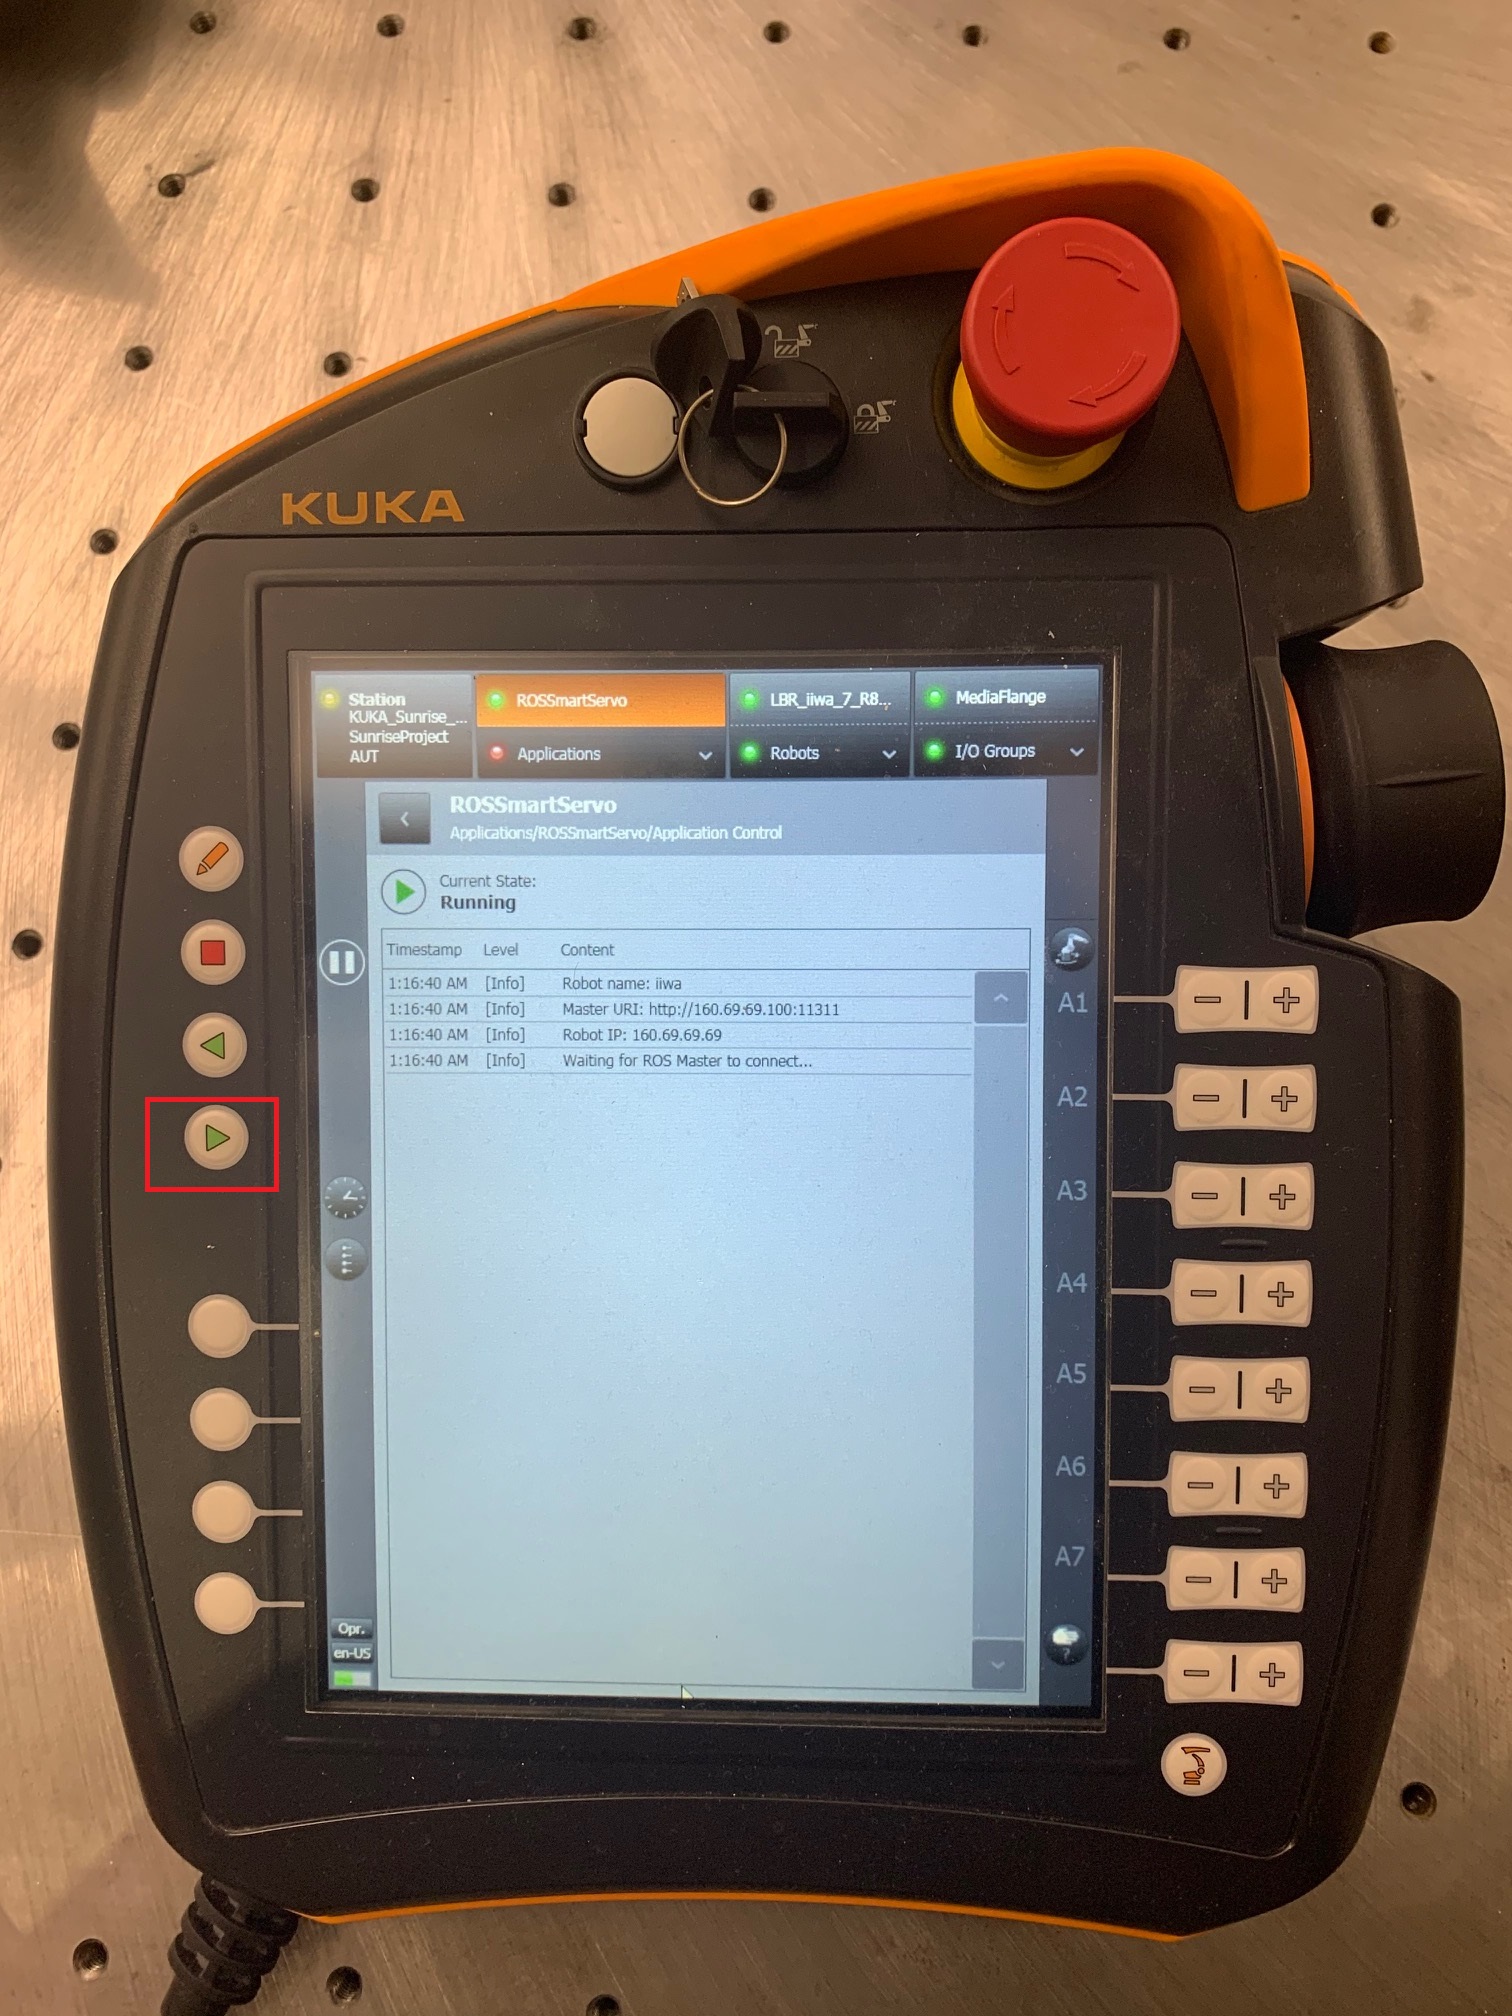 KUKA
Station
KUKA_Sunrise_...
SunriseProject
AUT
ROSSmartServo
Applications
LBR_iiwa_7_R8...
Robots
MediaFlange
I/O Groups
ROSSmartServo
Applications/ROSSmartServo/Application Control
Current State:
Running
Timestamp Level Content
1:16:40 AM [Info] Robot name: iiwa
1:16:40 AM [Info] Master URI: http://160.69.69.100:11311
1:16:40 AM [Info] Robot IP: 160.69.69.69
1:16:40 AM [Info] Waiting for ROS Master to connect...
A1
A2
A3
A4
A5
A6
A7
Opr.
en-US